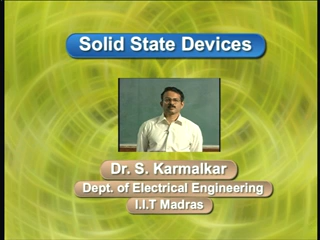 Solid State Devices
Dr. S. Karmalkar
Dept. of Electrical Engineering
I.I.T Madras